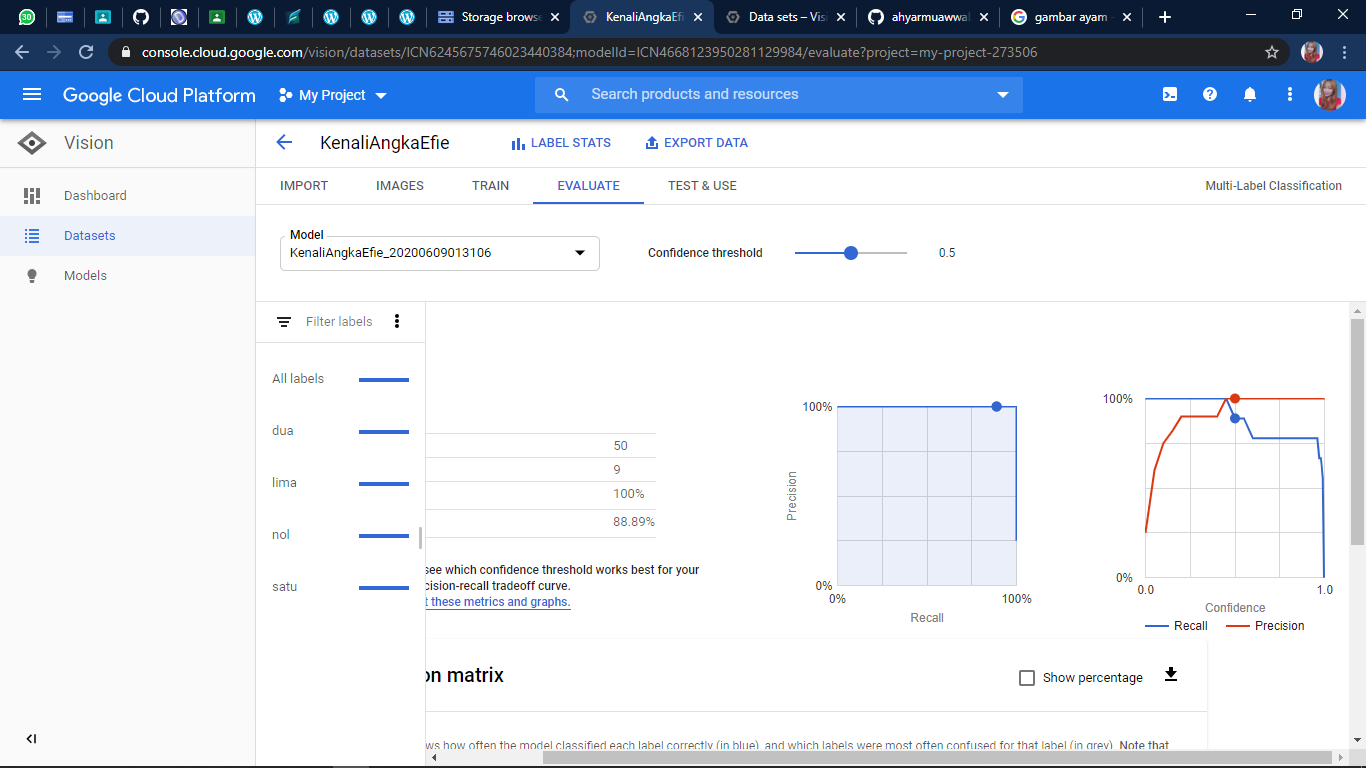 30
Storage browse
KenaliAngkaEfi
Data sets – Visi
ahyarmuawwal
gambar ayam -
console.cloud.google.com/vision/datasets/ICN6245675746023440384;modelId=ICN4668123950281129984/evaluate?project=my-project-273506
Google Cloud Platform
My Project
Search products and resources
Vision
KenaliAngkaEfie
LABEL STATS
EXPORT DATA
Dashboard
Datasets
Models
IMPORT
IMAGES
TRAIN
EVALUATE
TEST & USE
Multi-Label Classification
Model
KenaliAngkaEfie_20200609013106
Confidence threshold
0.5
Filter labels
All labels
dua
lima
nol
satu
50
9
100%
88.89%
see which confidence threshold works best for your
cision-recall tradeoff curve.
t these metrics and graphs.
100%
Precision
0%
0%
100%
Recall
100%
0%
0.0
1.0
Confidence
Recall
Precision
on matrix
Show percentage
ws how often the model classified each label correctly (in blue), and which labels were most often confused for that label (in grey). Note that